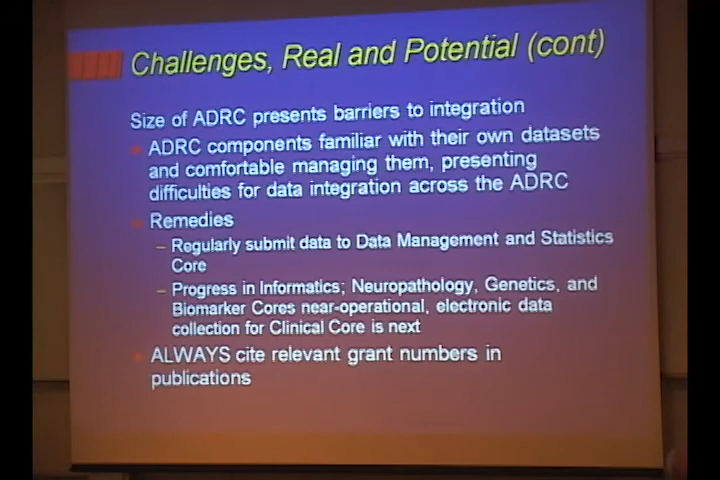 Challenges, Real and Potential (cont)
Size of ADRC presents barriers to integration
ADRC components familiar with their own datasets
and comfortable managing them, presenting
difficulties for data integration across the ADRC
Remedies
– Regularly submit data to Data Management and Statistics
Core
– Progress in Informatics; Neuropathology, Genetics, and
Biomarker Cores near-operational, electronic data
collection for Clinical Core is next
ALWAYS cite relevant grant numbers in
publications